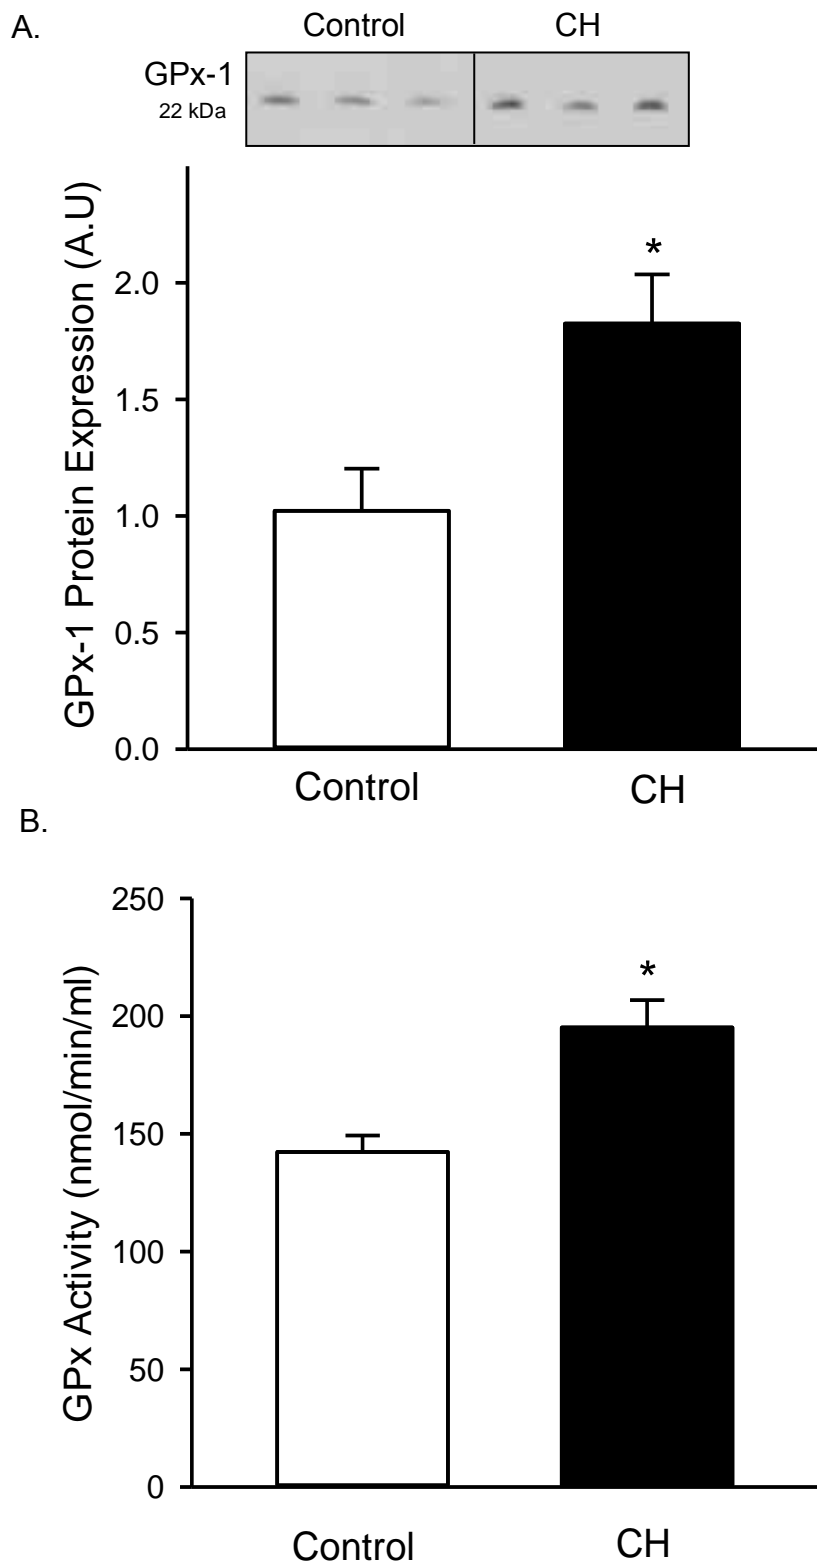 A.
Control CH
GPx-1
22 kDa
GPx-1 Protein Expression (A.U)
*
2.0
1.5
1.0
0.5
0.0
Control CH
B.
GPx Activity (nmol/min/ml)
250
*
200
150
100
50
0
Control CH